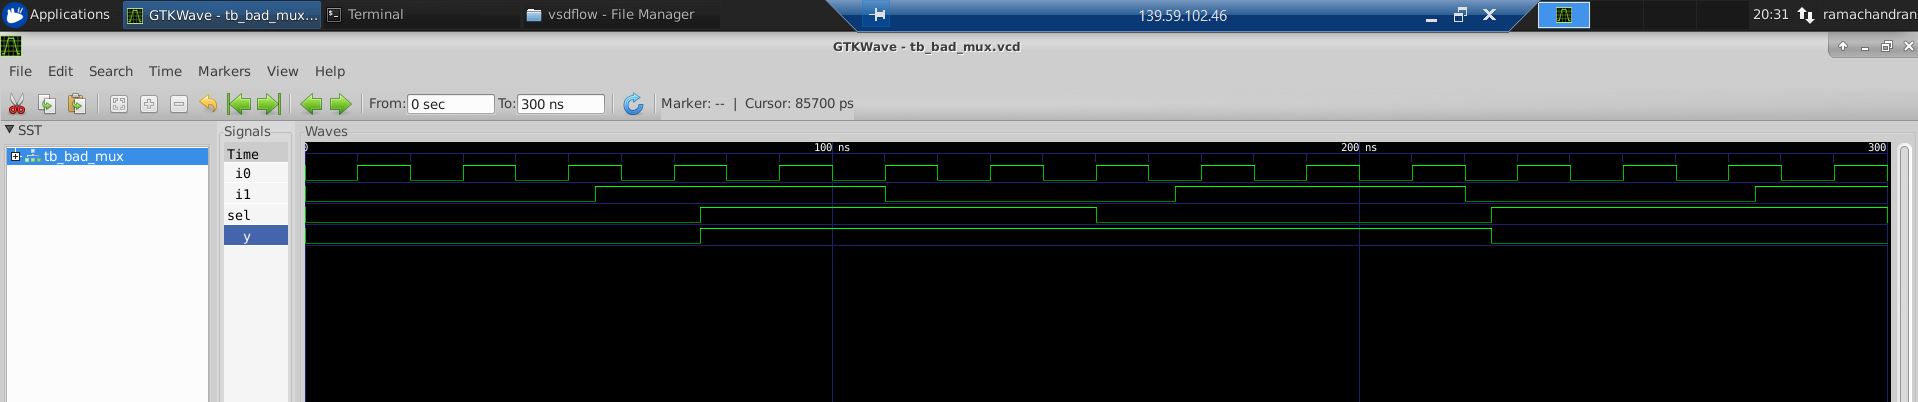 Applications GTKWave - tb_bad_mux... Terminal vsdflow - File Manager 139.59.102.46 20:31 ramachandran
GTKWave - tb_bad_mux.vcd
File Edit Search Time Markers View Help
From: 0 sec To: 300 ns Marker: -- | Cursor: 85700 ps
SST Signals Waves
tb_bad_mux Time 0 100 ns 200 ns 300
i0
i1
sel
y